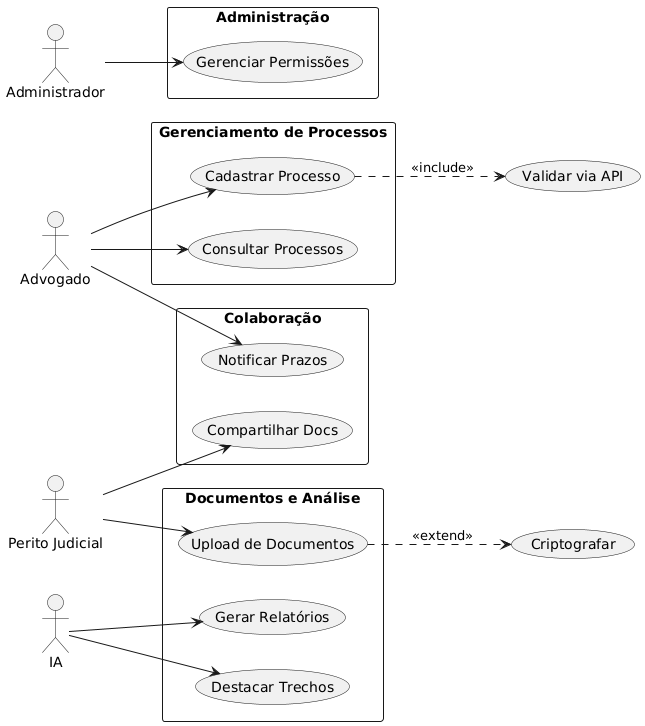 Administração
Gerenciar Permissões
Administrador
Gerenciamento de Processos
Cadastrar Processo
«include»
Validar via API
Consultar Processos
Advogado
Colaboração
Notificar Prazos
Compartilhar Docs
Perito Judicial
Documentos e Análise
Upload de Documentos
«extend»
Criptografar
Gerar Relatórios
IA
Destacar Trechos